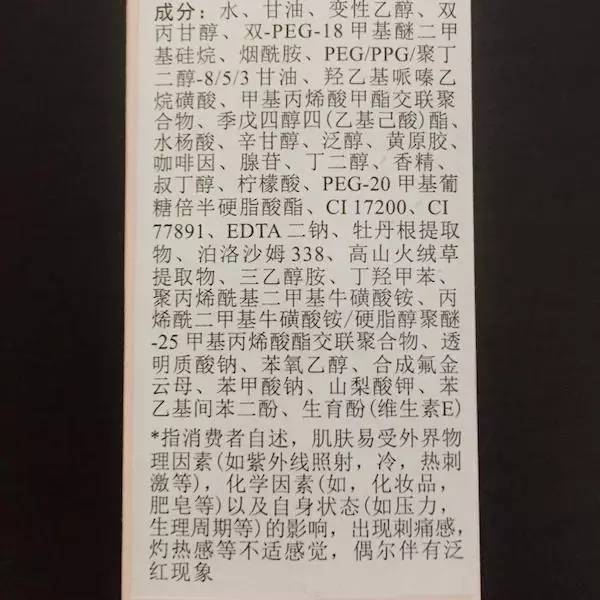 成分：水、甘油、变性乙醇、双
丙甘醇、双-PEG-18 甲基醚二甲
基硅烷、烟酰胺、PEG/PPG/聚丁
二醇-8/5/3 甘油、羟乙基哌嗪乙
烷磺酸、甲基丙烯酸甲酯交联聚
合物、季戊四醇四(乙基己酸)酯、
水杨酸、辛甘醇、泛醇、黄原胶、
咖啡因、腺苷、丁二醇、香精、
叔丁醇、柠檬酸、PEG-20 甲基葡
糖倍半硬脂酸酯、CI 17200、CI
77891、EDTA 二钠、牡丹根提取
物、泊洛沙姆 338、高山火绒草
提取物、三乙醇胺、丁羟甲苯、
聚丙烯酰基二甲基牛磺酸铵、丙
烯酰二甲基牛磺酸铵/硬脂醇聚醚
-25 甲基丙烯酸酯交联聚合物、透
明质酸钠、苯氧乙醇、合成氟金
云母、苯甲酸钠、山梨酸钾、苯
乙基间苯二酚、生育酚(维生素E)
*指消费者自述，肌肤易受外界物
理因素(如紫外线照射，冷，热刺
激等)，化学因素(如，化妆品，
肥皂等)以及自身状态(如压力，
生理周期等)的影响，出现刺痛感，
灼热感等不适感觉，偶尔伴有泛
红现象